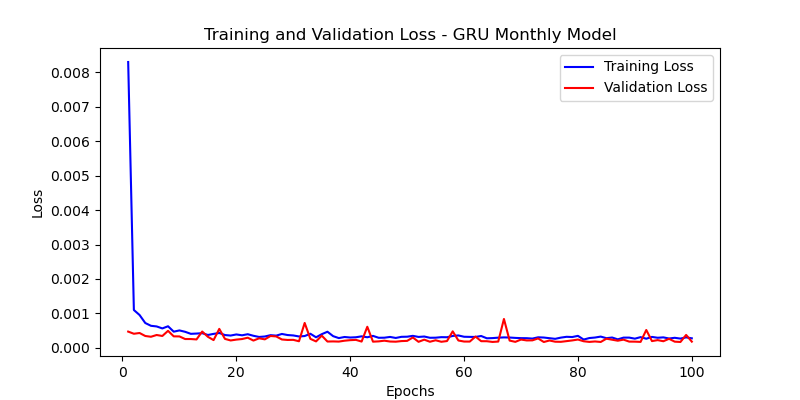 Training and Validation Loss - GRU Monthly Model
Training Loss
Validation Loss
Loss
0.008
0.007
0.006
0.005
0.004
0.003
0.002
0.001
0.000
0 20 40 60 80 100
Epochs